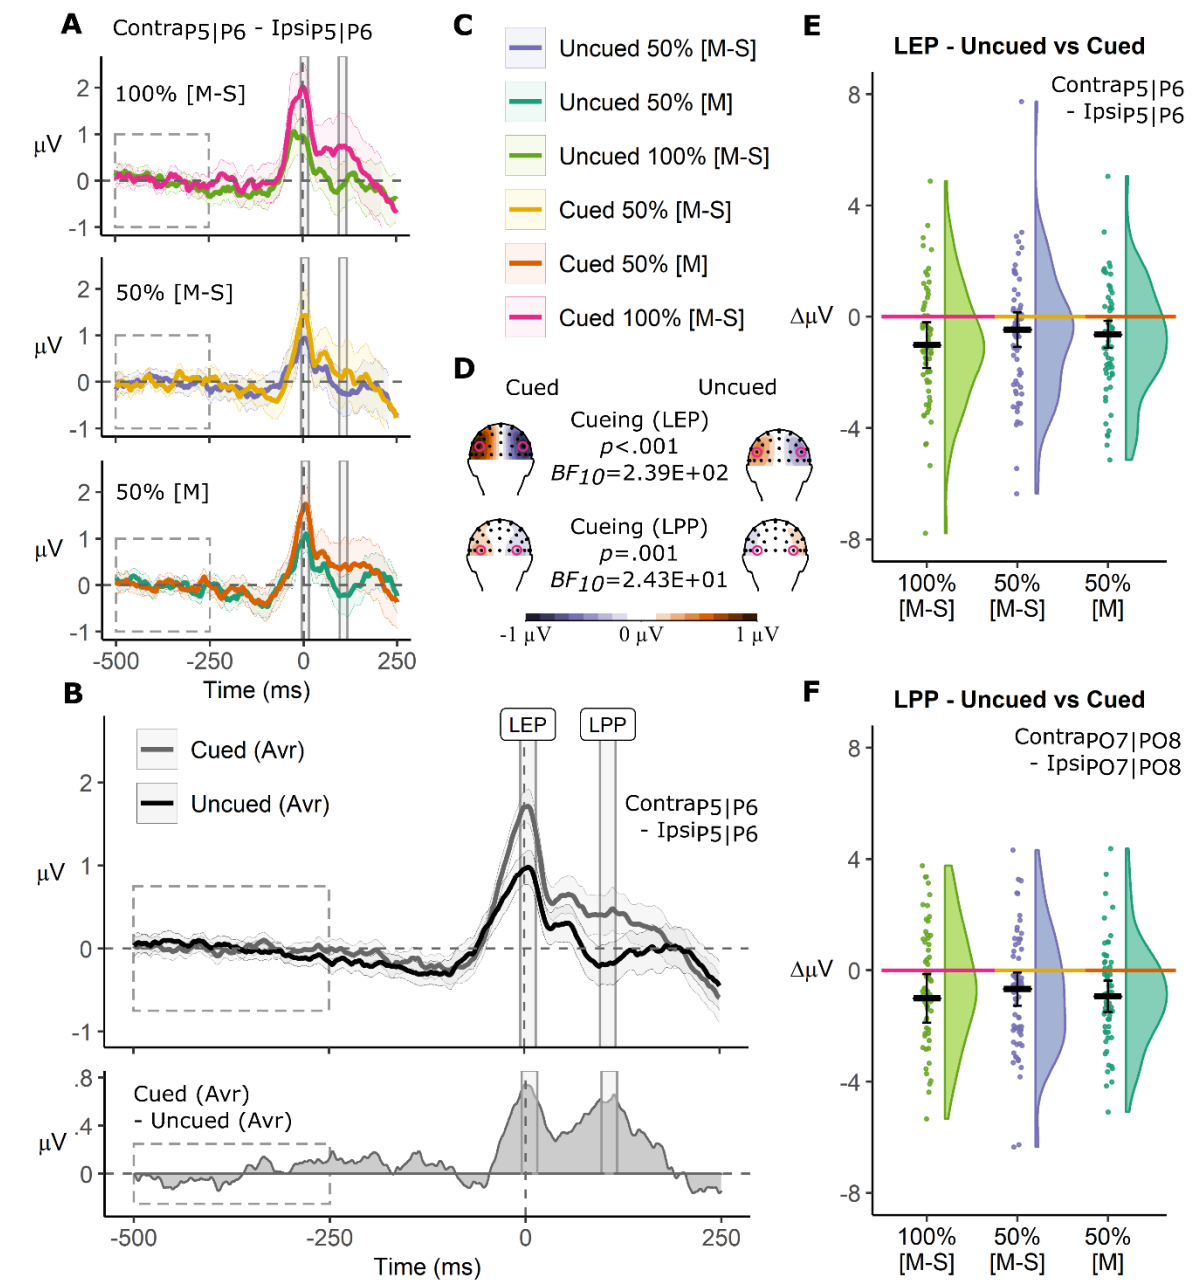 A
ContraP5|P6 - IpsiP5|P6
100% [M-S]
μV
2
1
0
-1
50% [M-S]
μV
2
1
0
-1
50% [M]
μV
2
1
0
-1
-500 -250 0 250
Time (ms)
B
LEP LPP
Cued (Avr)
Uncued (Avr)
ContraP5|P6
- IpsiP5|P6
μV
2
1
0
-1
Cued (Avr)
- Uncued (Avr)
μV
.8
.4
0
-500 -250 0 250
Time (ms)
C
Uncued 50% [M-S]
Uncued 50% [M]
Uncued 100% [M-S]
Cued 50% [M-S]
Cued 50% [M]
Cued 100% [M-S]
D
Cued Uncued
Cueing (LEP)
p<.001
BF10=2.39E+02
Cueing (LPP)
p=.001
BF10=2.43E+01
-1 μV 0 μV 1 μV
E
LEP - Uncued vs Cued
ContraP5|P6
- IpsiP5|P6
ΔμV
8
4
0
-4
-8
100% 50% 50%
[M-S] [M-S] [M]
F
LPP - Uncued vs Cued
ContraPO7|PO8
- IpsiPO7|PO8
ΔμV
8
4
0
-4
-8
100% 50% 50%
[M-S] [M-S] [M]